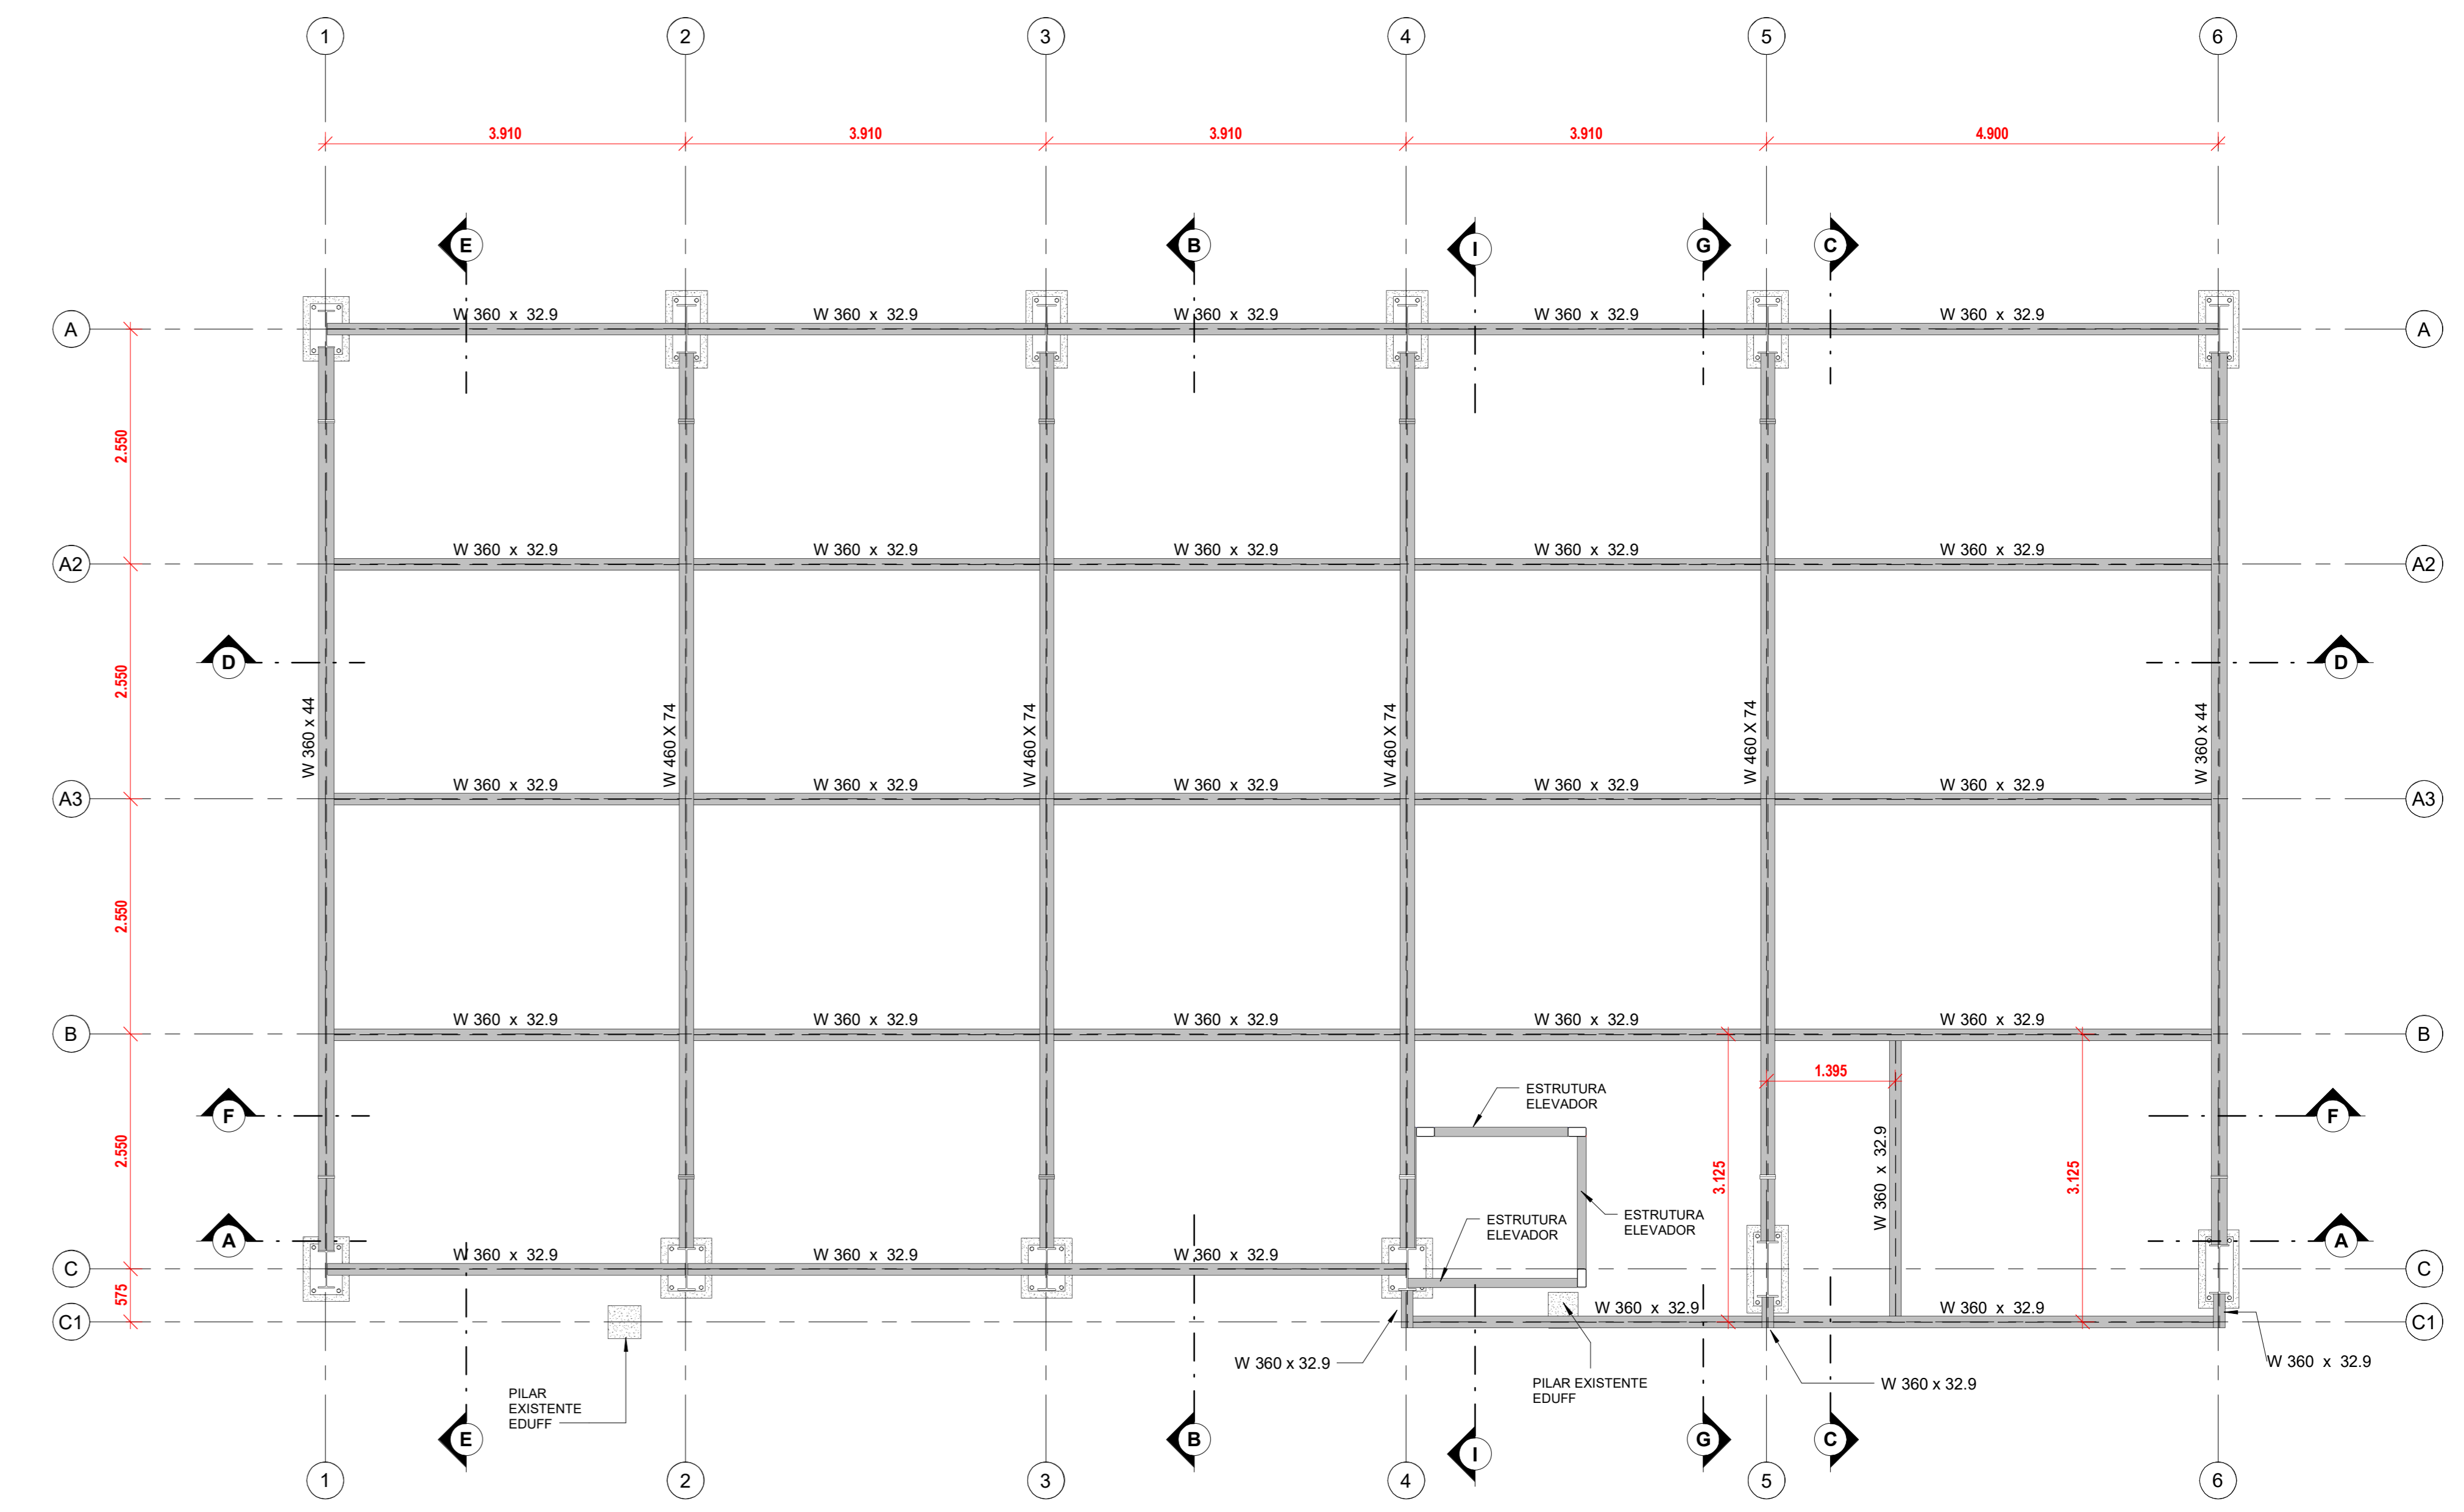 1 2 3 4 5 6
3.910 3.910 3.910 3.910 4.900
E B I G C
W 360 x 32.9 W 360 x 32.9 W 360 x 32.9 W 360 x 32.9 W 360 x 32.9
A A
2.550
W 360 x 32.9 W 360 x 32.9 W 360 x 32.9 W 360 x 32.9 W 360 x 32.9
A2 A2
D D
2.550
W 360 x 44 W 460 X 74 W 460 X 74 W 460 X 74 W 460 X 74 W 360 x 44
W 360 x 32.9 W 360 x 32.9 W 360 x 32.9 W 360 x 32.9 W 360 x 32.9
A3 A3
2.550
W 360 x 32.9 W 360 x 32.9 W 360 x 32.9 W 360 x 32.9 W 360 x 32.9
B B
1.395
ESTRUTURA
ELEVADOR
F F
2.550
3.125 W 360 x 32.9 3.125
ESTRUTURA
ELEVADOR
ESTRUTURA
ELEVADOR
A A
W 360 x 32.9 W 360 x 32.9 W 360 x 32.9
C C
575
W 360 x 32.9 W 360 x 32.9
C1 C1
W 360 x 32.9
W 360 x 32.9
W 360 x 32.9
PILAR EXISTENTE
EDUFF
PILAR
EXISTENTE
EDUFF
E B I G C
1 2 3 4 5 6